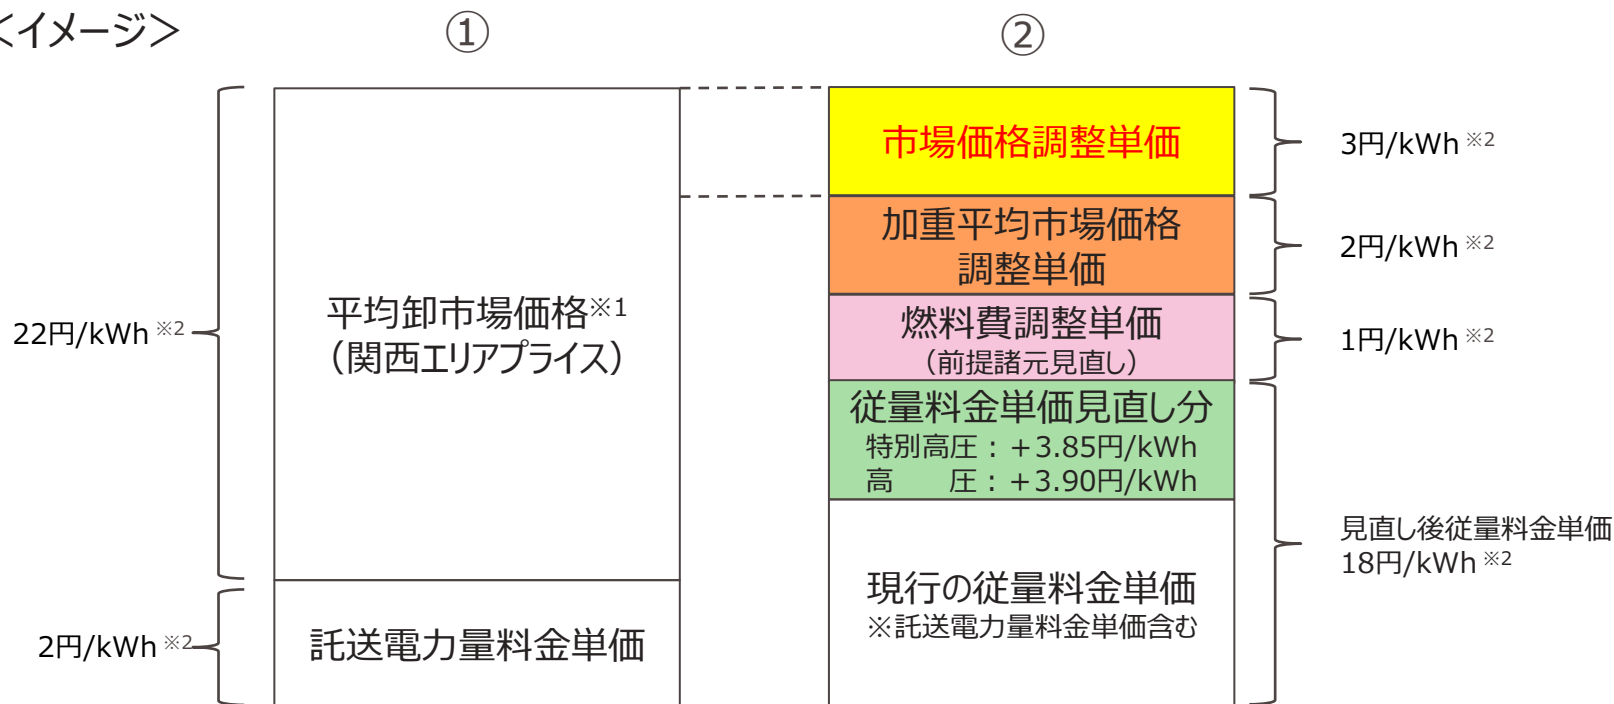 ＜イメージ＞
①
②
22円/kWh ※2
平均卸市場価格※1
（関西エリアプライス）
2円/kWh ※2
託送電力量料金単価
市場価格調整単価
3円/kWh ※2
加重平均市場価格
調整単価
2円/kWh ※2
燃料費調整単価
（前提諸元見直し）
1円/kWh ※2
従量料金単価見直し分
特別高圧：＋3.85円/kWh
高　　圧：＋3.90円/kWh
現行の従量料金単価
※託送電力量料金単価含む
見直し後従量料金単価
18円/kWh ※2